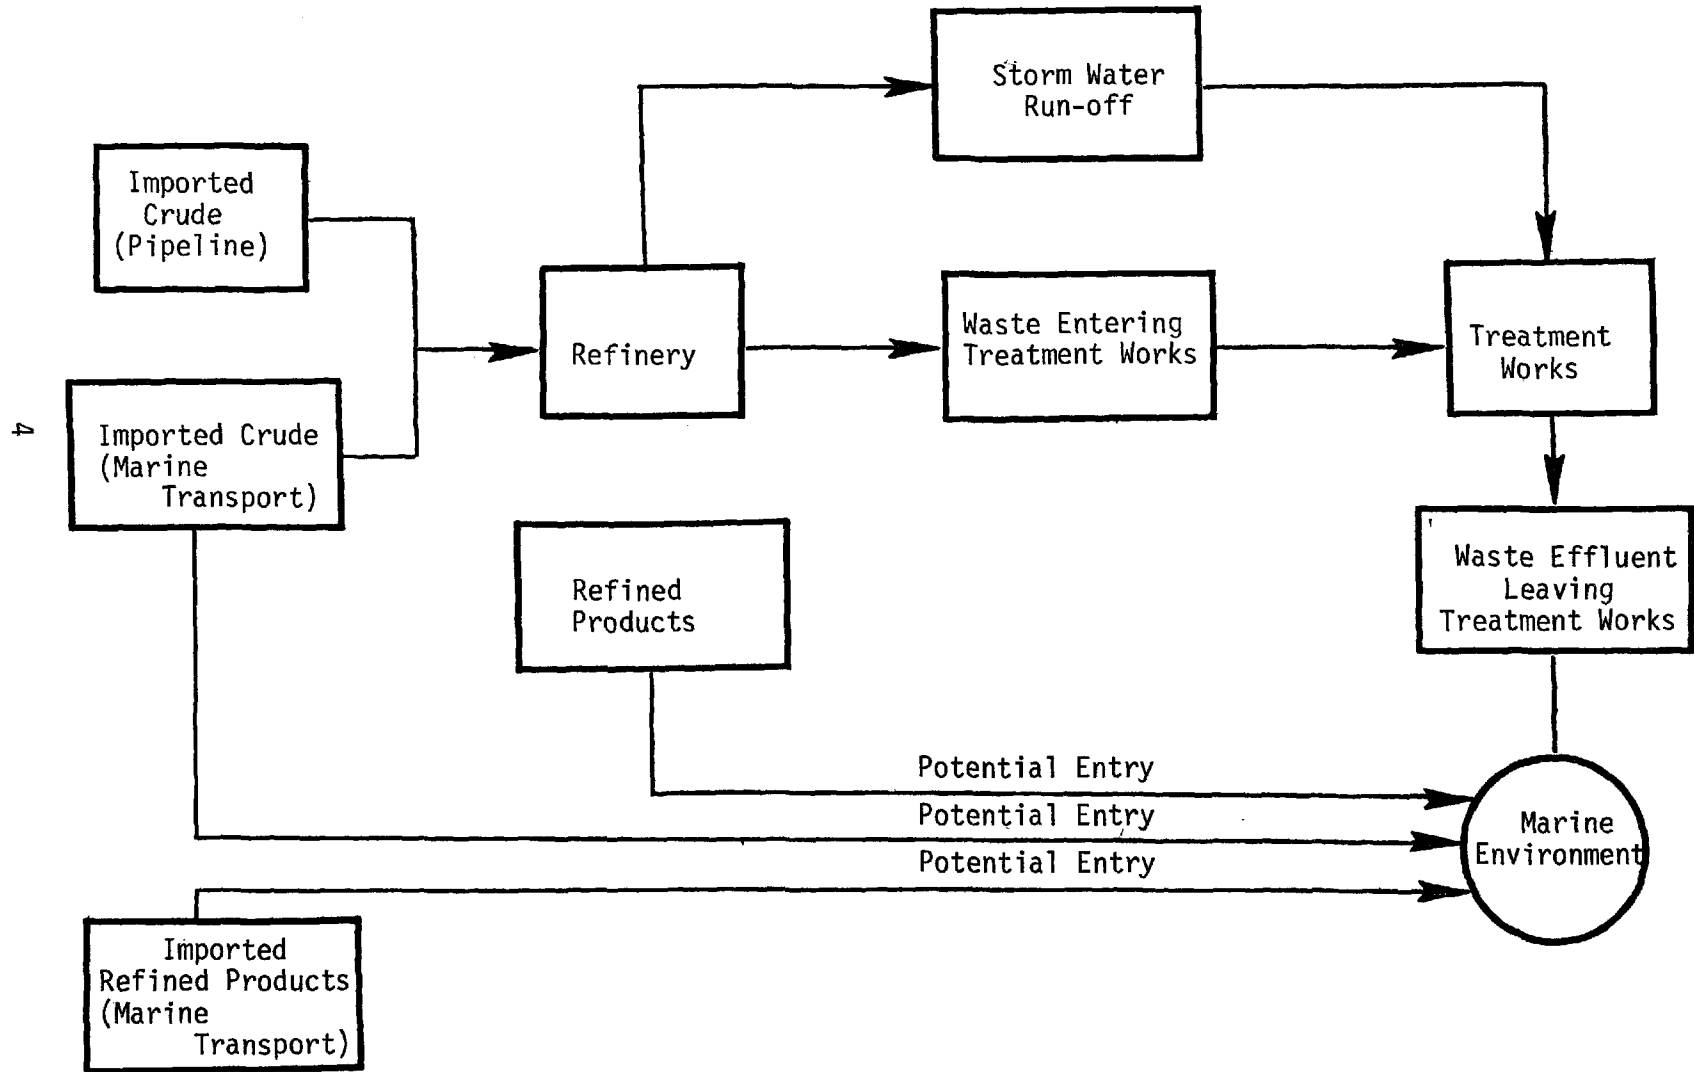 Storm Water
Run-off
Imported
Crude
(Pipeline)
Refinery
Waste Entering
Treatment Works
Treatment
Works
4
Imported Crude
(Marine
Transport)
Refined
Products
Waste Effluent
Leaving
Treatment Works
Potential Entry
Potential Entry
Potential Entry
Marine
Environment
Imported
Refined Products
(Marine
Transport)